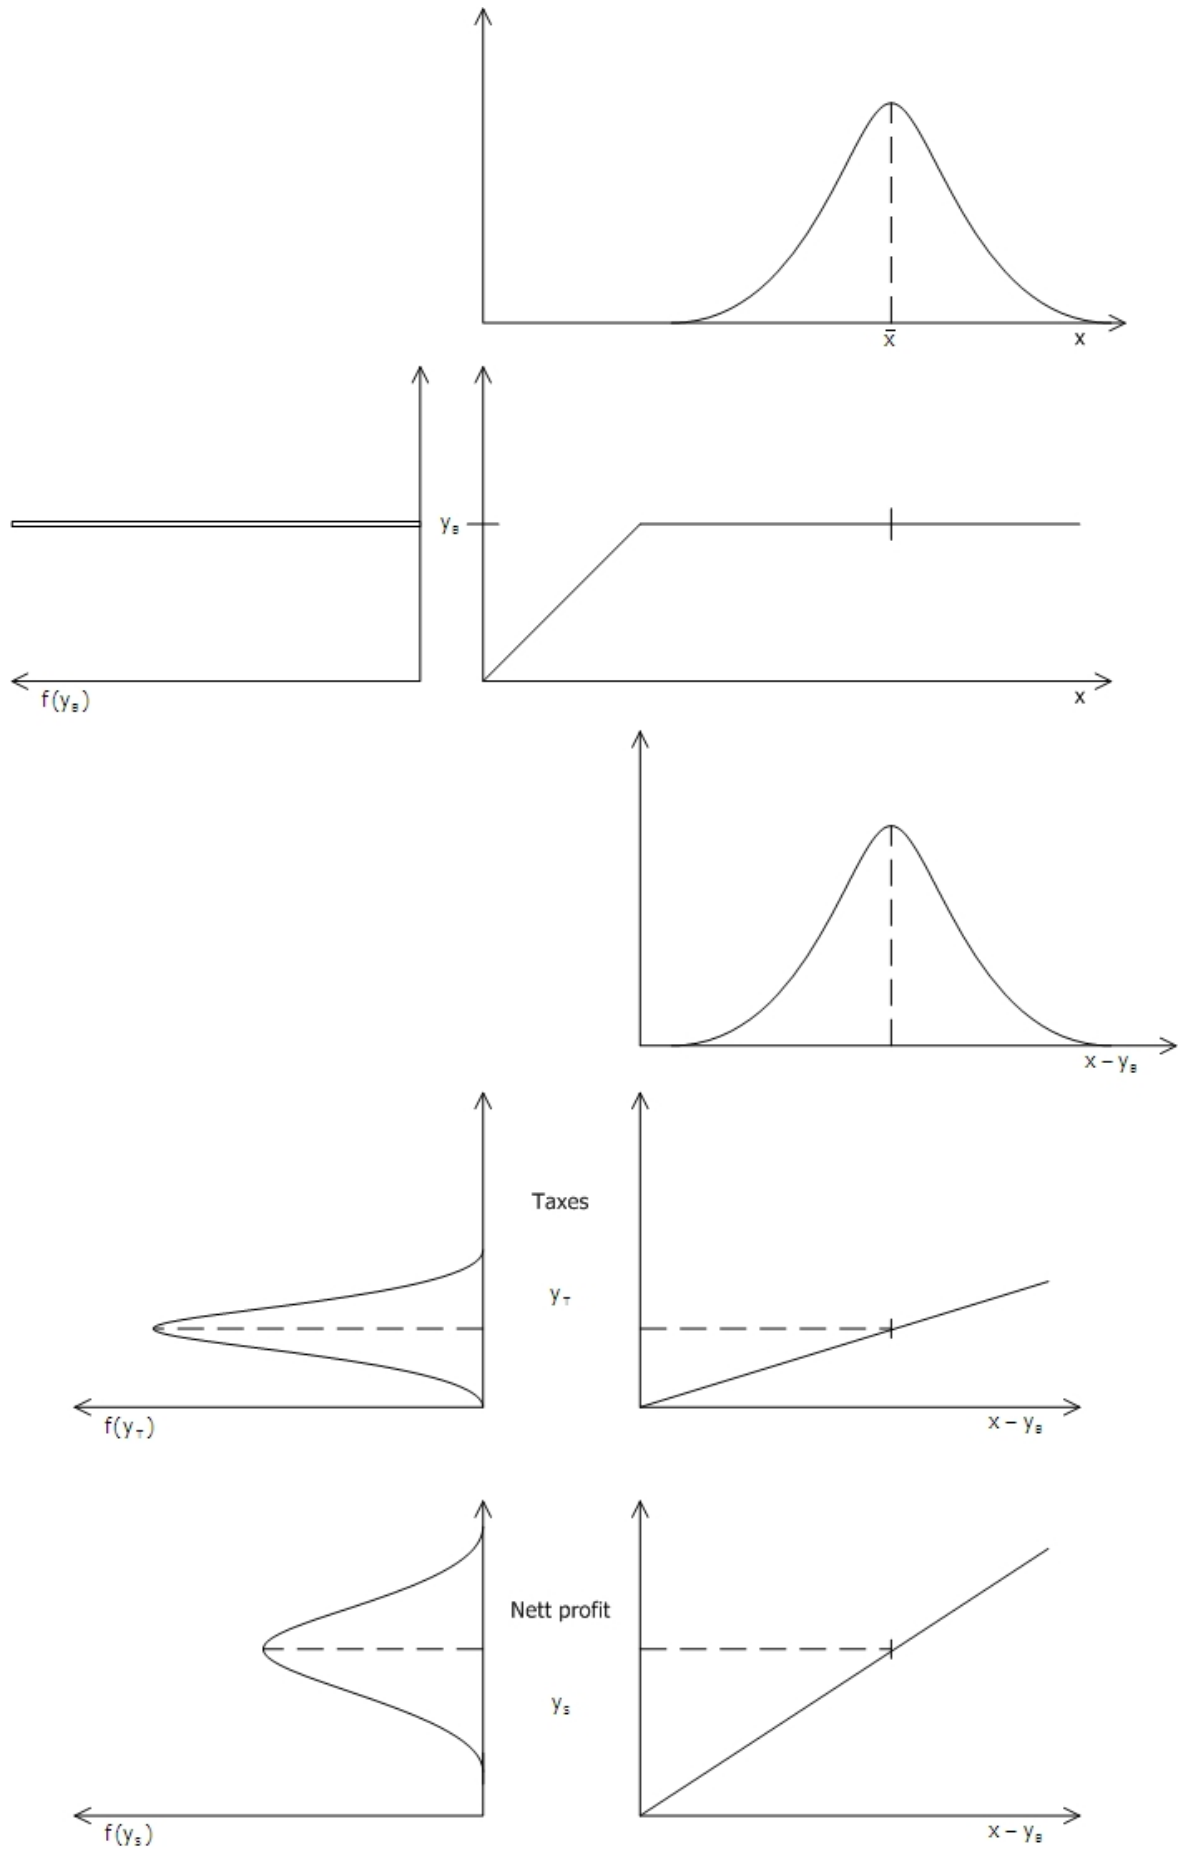 x̄
x
y_B
f(y_B)
x
x – y_B
Taxes
y_T
f(y_T)
x – y_B
Nett profit
y_S
f(y_S)
x – y_B